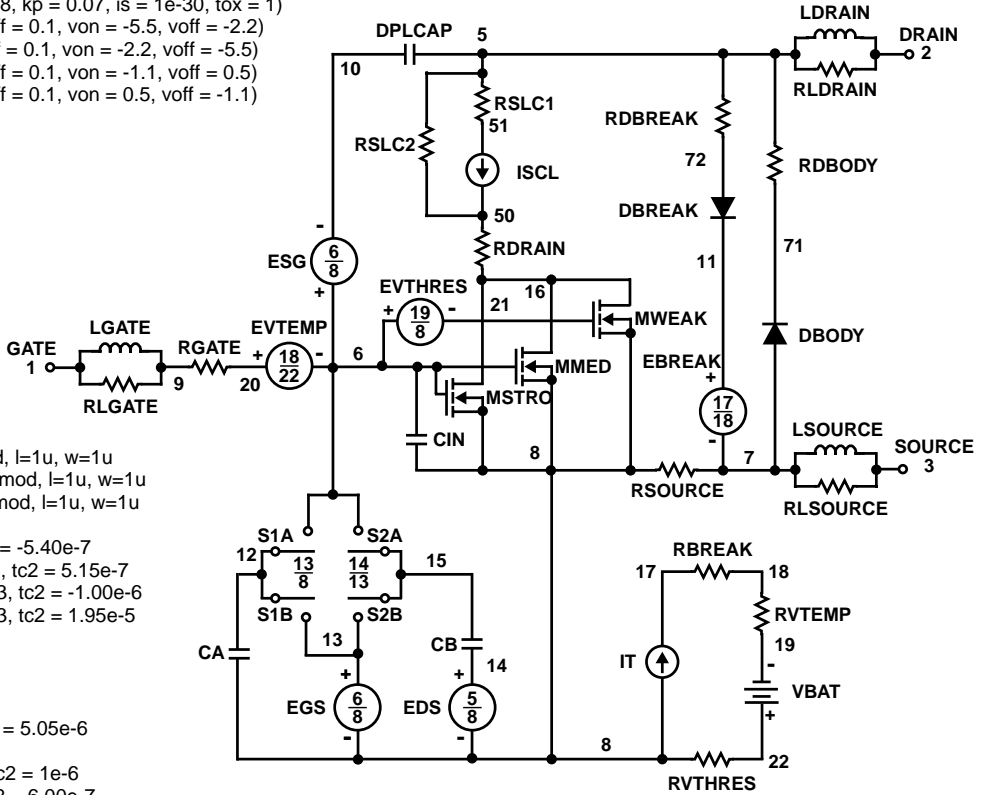 8, kp = 0.07, is = 1e-30, tox = 1)
ff = 0.1, von = -5.5, voff = -2.2)
f = 0.1, von = -2.2, voff = -5.5)
ff = 0.1, von = -1.1, voff = 0.5)
ff = 0.1, von = 0.5, voff = -1.1)
DPLCAP
5
10
LDRAIN
DRAIN
2
RLDRAIN
RSLC1
51
RSLC2
ISCL
50
RDRAIN
RDBREAK
72
DBREAK
11
RDBODY
71
DBODY
ESG
-
6
8
+
EVTHRES
+
19
8
-
21
16
MWEAK
EBREAK
+
17
18
-
MMED
MSTRO
GATE
1
LGATE
RLGATE
9
RGATE
20
EVTEMP
+
18
22
-
6
CIN
8
RSOURCE
7
LSOURCE
SOURCE
3
RLSOURCE
d, l=1u, w=1u
mod, l=1u, w=1u
mod, l=1u, w=1u
= -5.40e-7
, tc2 = 5.15e-7
3, tc2 = -1.00e-6
3, tc2 = 1.95e-5
= 5.05e-6
c2 = 1e-6
S1A
S2A
12
13
8
14
13
15
S1B
S2B
13
CA
CB
14
+
EGS
6
8
-
+
EDS
5
8
-
8
RBREAK
17
18
RVTEMP
19
IT
-
VBAT
+
22
RVTHRES